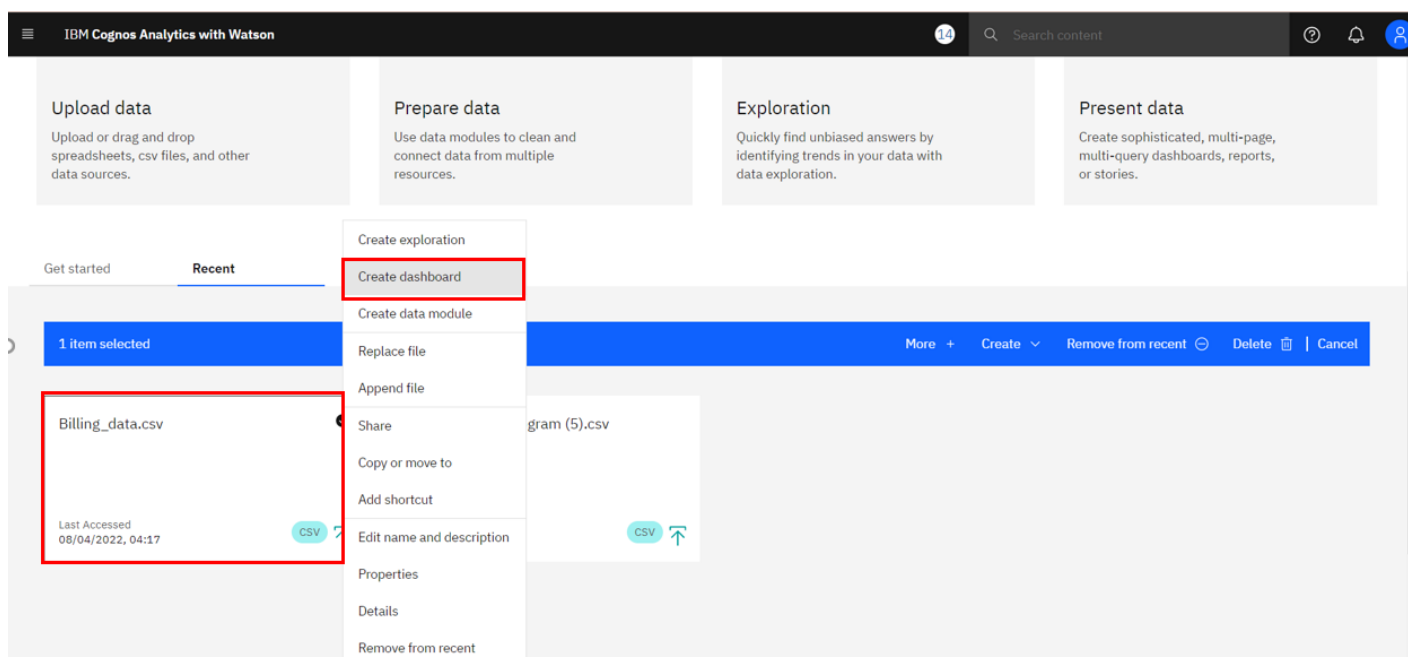 IBM Cognos Analytics with Watson
14
Search content
Upload data
Upload or drag and drop
spreadsheets, csv files, and other
data sources.
Prepare data
Use data modules to clean and
connect data from multiple
resources.
Exploration
Quickly find unbiased answers by
identifying trends in your data with
data exploration.
Present data
Create sophisticated, multi-page,
multi-query dashboards, reports,
or stories.
Get started
Recent
Create exploration
Create dashboard
Create data module
Replace file
Append file
Share
Copy or move to
Add shortcut
Edit name and description
Properties
Details
Remove from recent
1 item selected
More +
Create
Remove from recent
Delete
Cancel
Billing_data.csv
Last Accessed
08/04/2022, 04:17
CSV
gram (5).csv
CSV